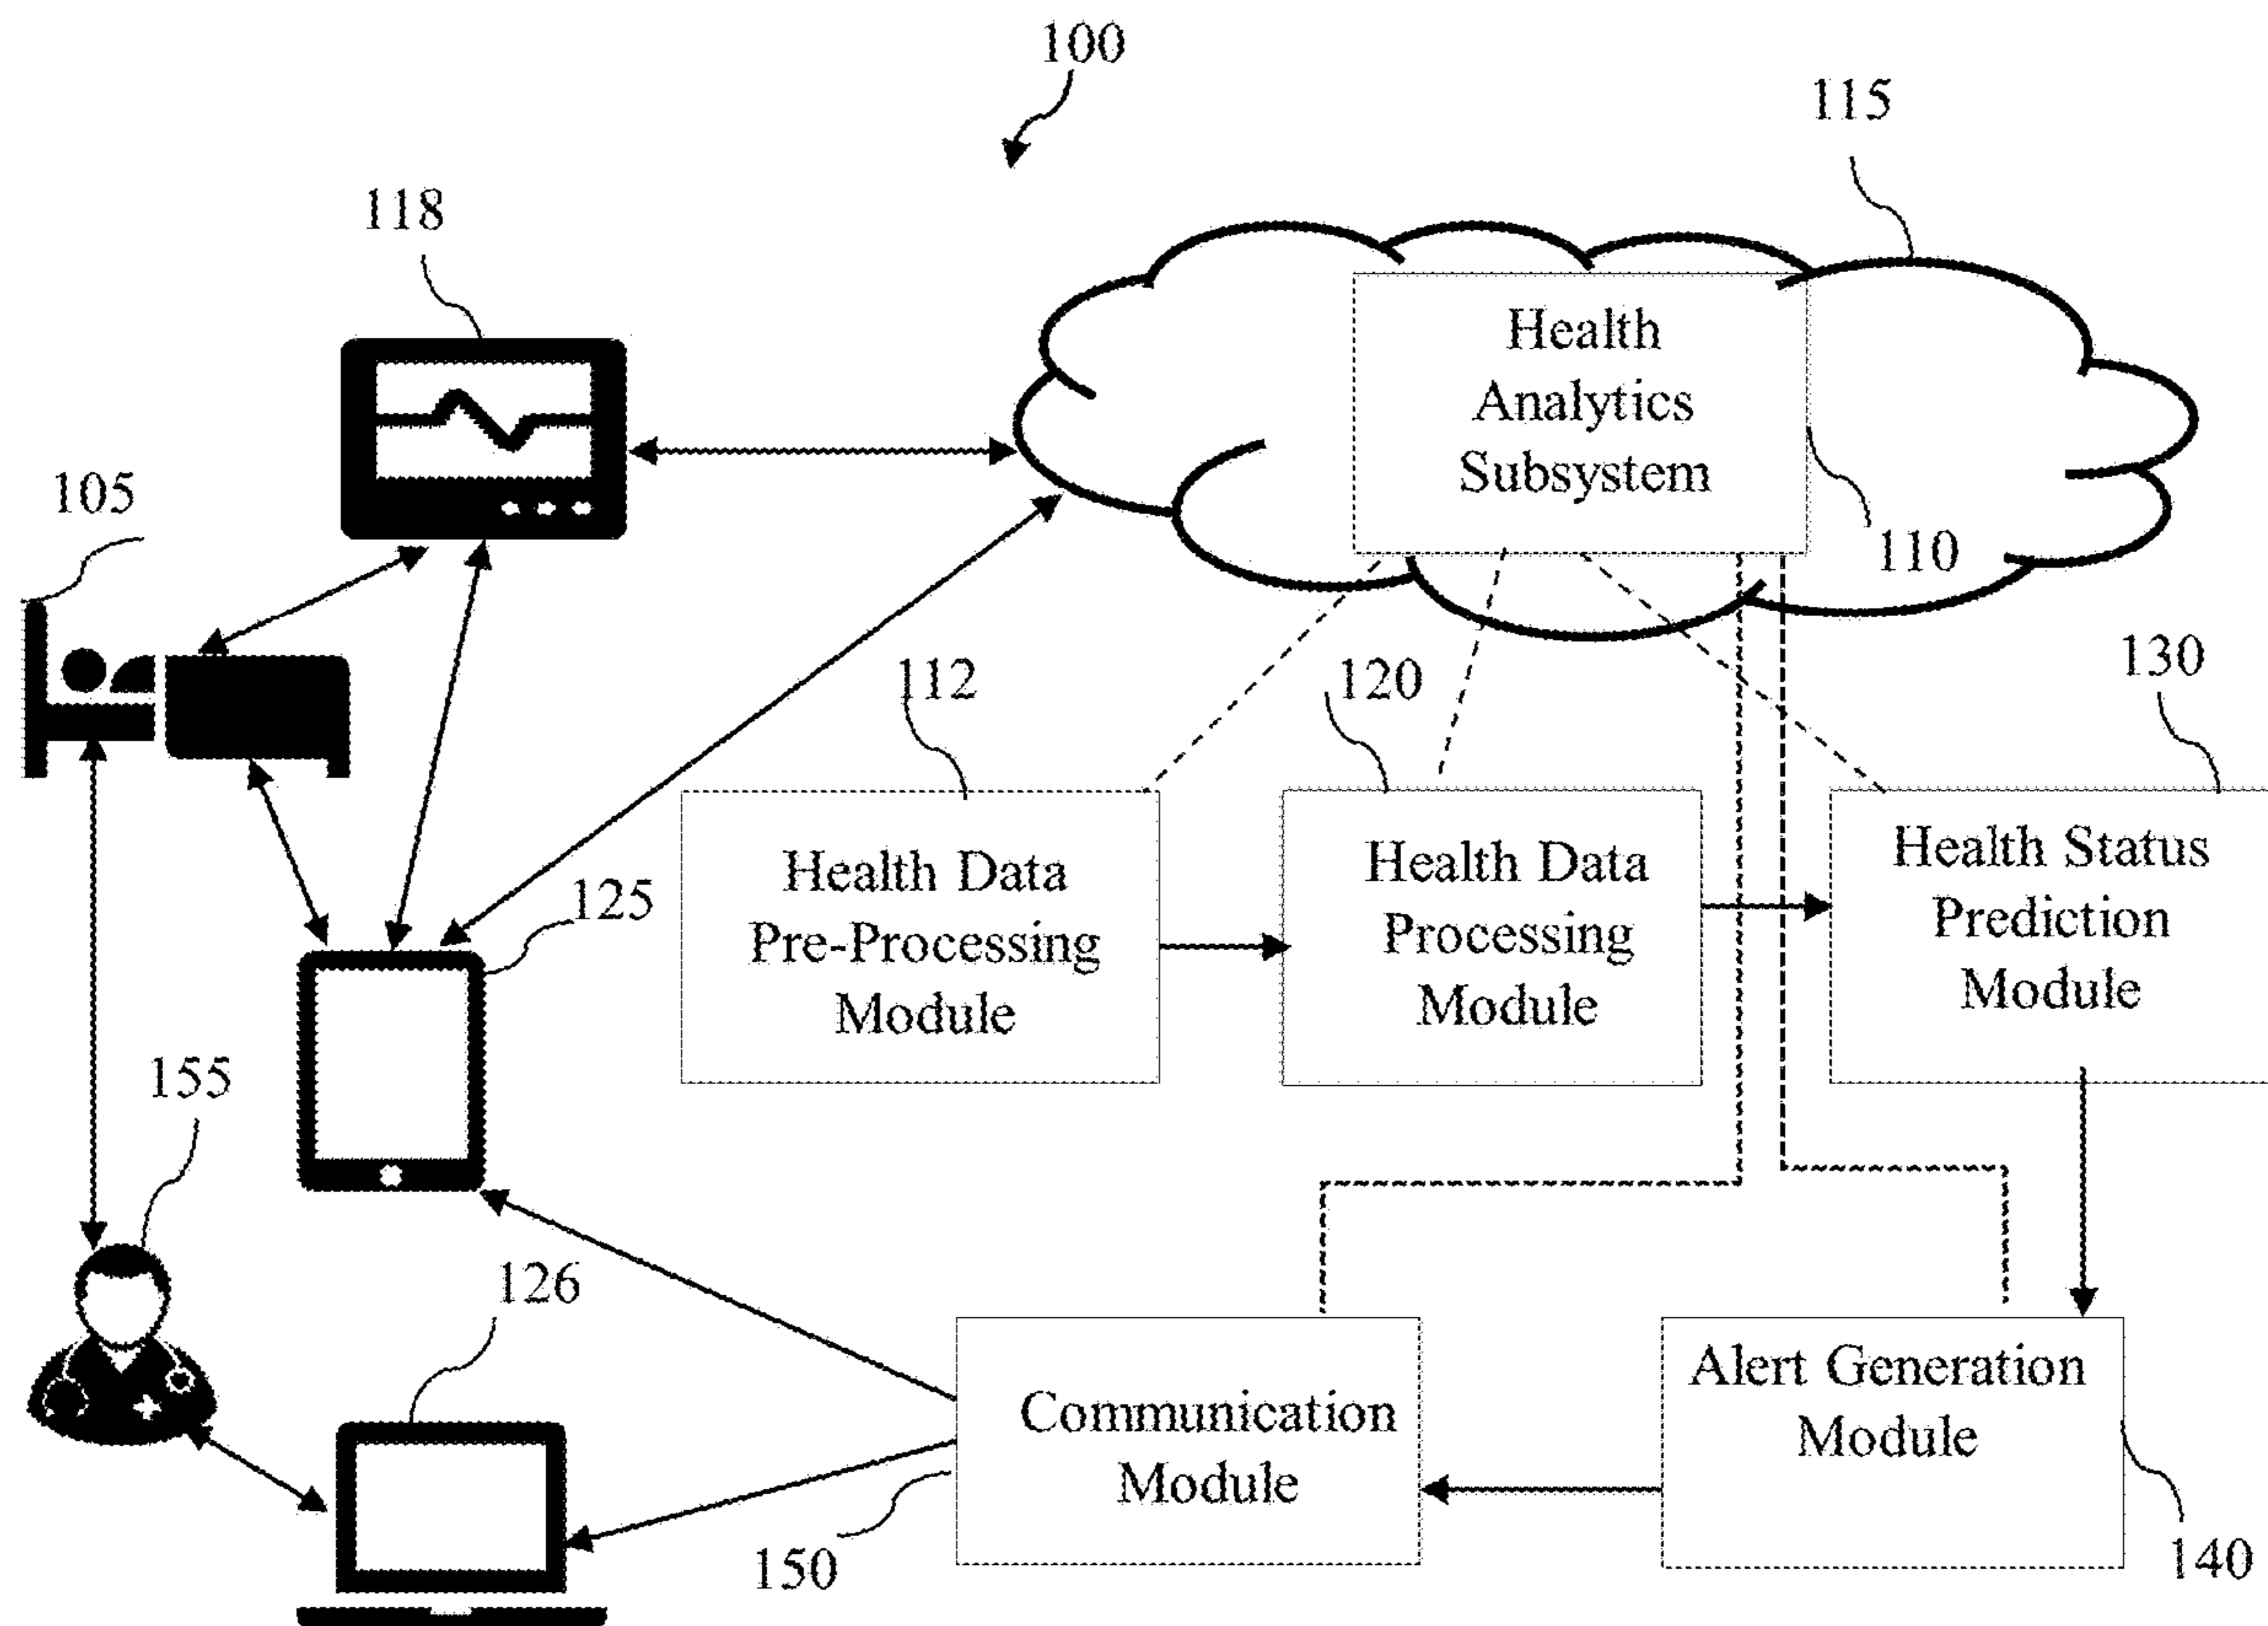 100
115
118
Health
Analytics
Subsystem
105
110
112
120
130
Health Data
Pre-Processing
Module
Health Data
Processing
Module
Health Status
Prediction
Module
125
155
126
Communication
Module
Alert Generation
Module
150
140